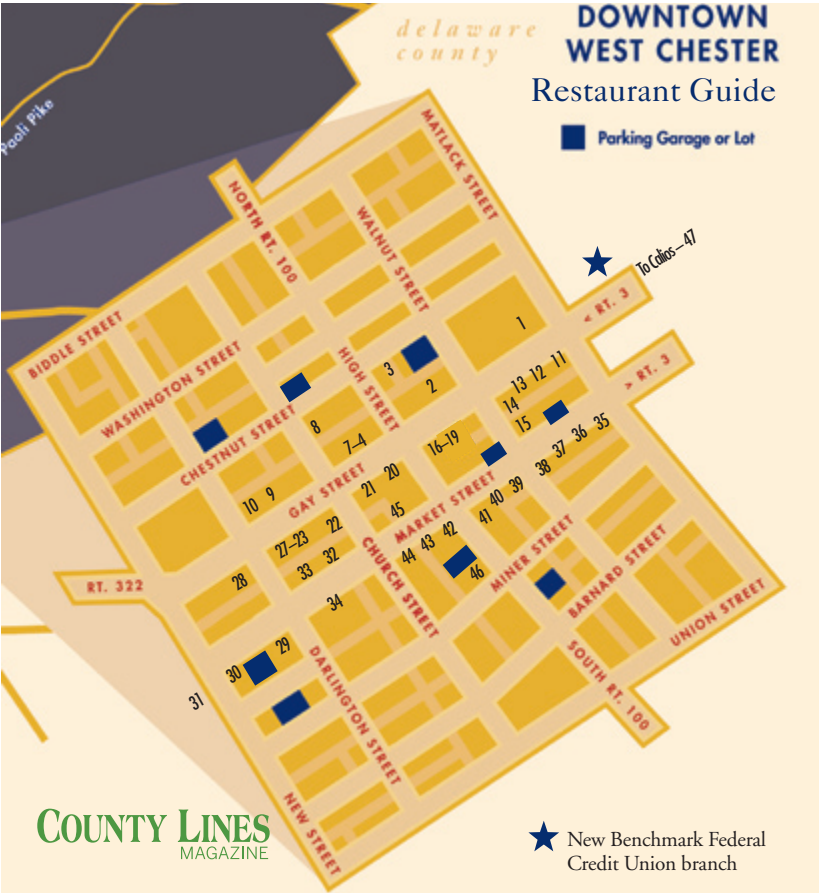 delaware
county
DOWNTOWN
WEST CHESTER
Restaurant Guide
Parking Garage or Lot
Paoli Pike
MATLACK STREET
NORTH RT. 100
WALNUT STREET
To Calios – 47
< RT. 3
> RT. 3
BIDDLE STREET
WASHINGTON STREET
HIGH STREET
CHESTNUT STREET
GAY STREET
MARKET STREET
CHURCH STREET
MINER STREET
BARNARD STREET
UNION STREET
RT. 322
DARLINGTON STREET
SOUTH RT. 100
NEW STREET
1
3
2
13 12 11
14
15
8
7–4
16–19
10 9
21 20
45
38 37 36 35
41 40 39
27–23 22
33 32
44 43 42
46
28
34
30 29
31
COUNTY LINES
MAGAZINE
New Benchmark Federal
Credit Union branch